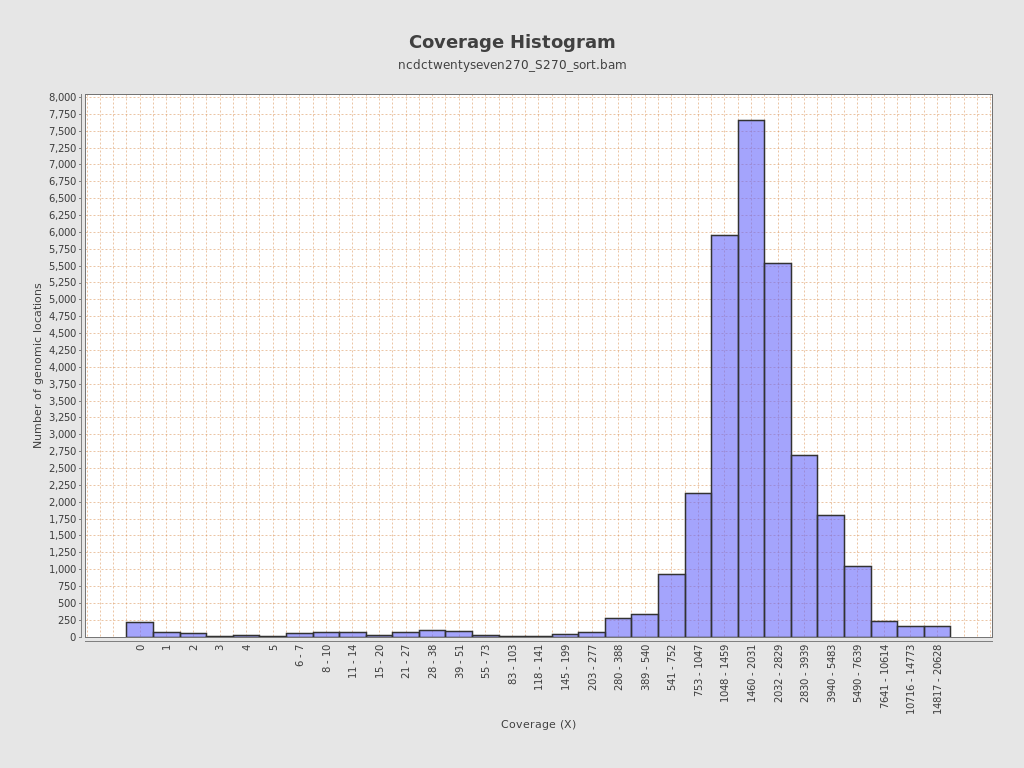 Coverage Histogram
ncdctwentyseven270_S270_sort.bam
8,000
7,750
7,500
7,250
7,000
6,750
6,500
6,250
6,000
5,750
5,500
5,250
5,000
4,750
4,500
4,250
4,000
3,750
3,500
3,250
3,000
2,750
2,500
2,250
2,000
1,750
1,500
1,250
1,000
750
500
250
0
Number of genomic locations
0
1
2
3
4
5
6 - 7
8 - 10
11 - 14
15 - 20
21 - 27
28 - 38
39 - 51
55 - 73
83 - 103
118 - 141
145 - 199
203 - 277
280 - 388
389 - 540
541 - 752
753 - 1047
1048 - 1459
1460 - 2031
2032 - 2829
2830 - 3939
3940 - 5483
5490 - 7639
7641 - 10614
10716 - 14773
14817 - 20628
Coverage (X)